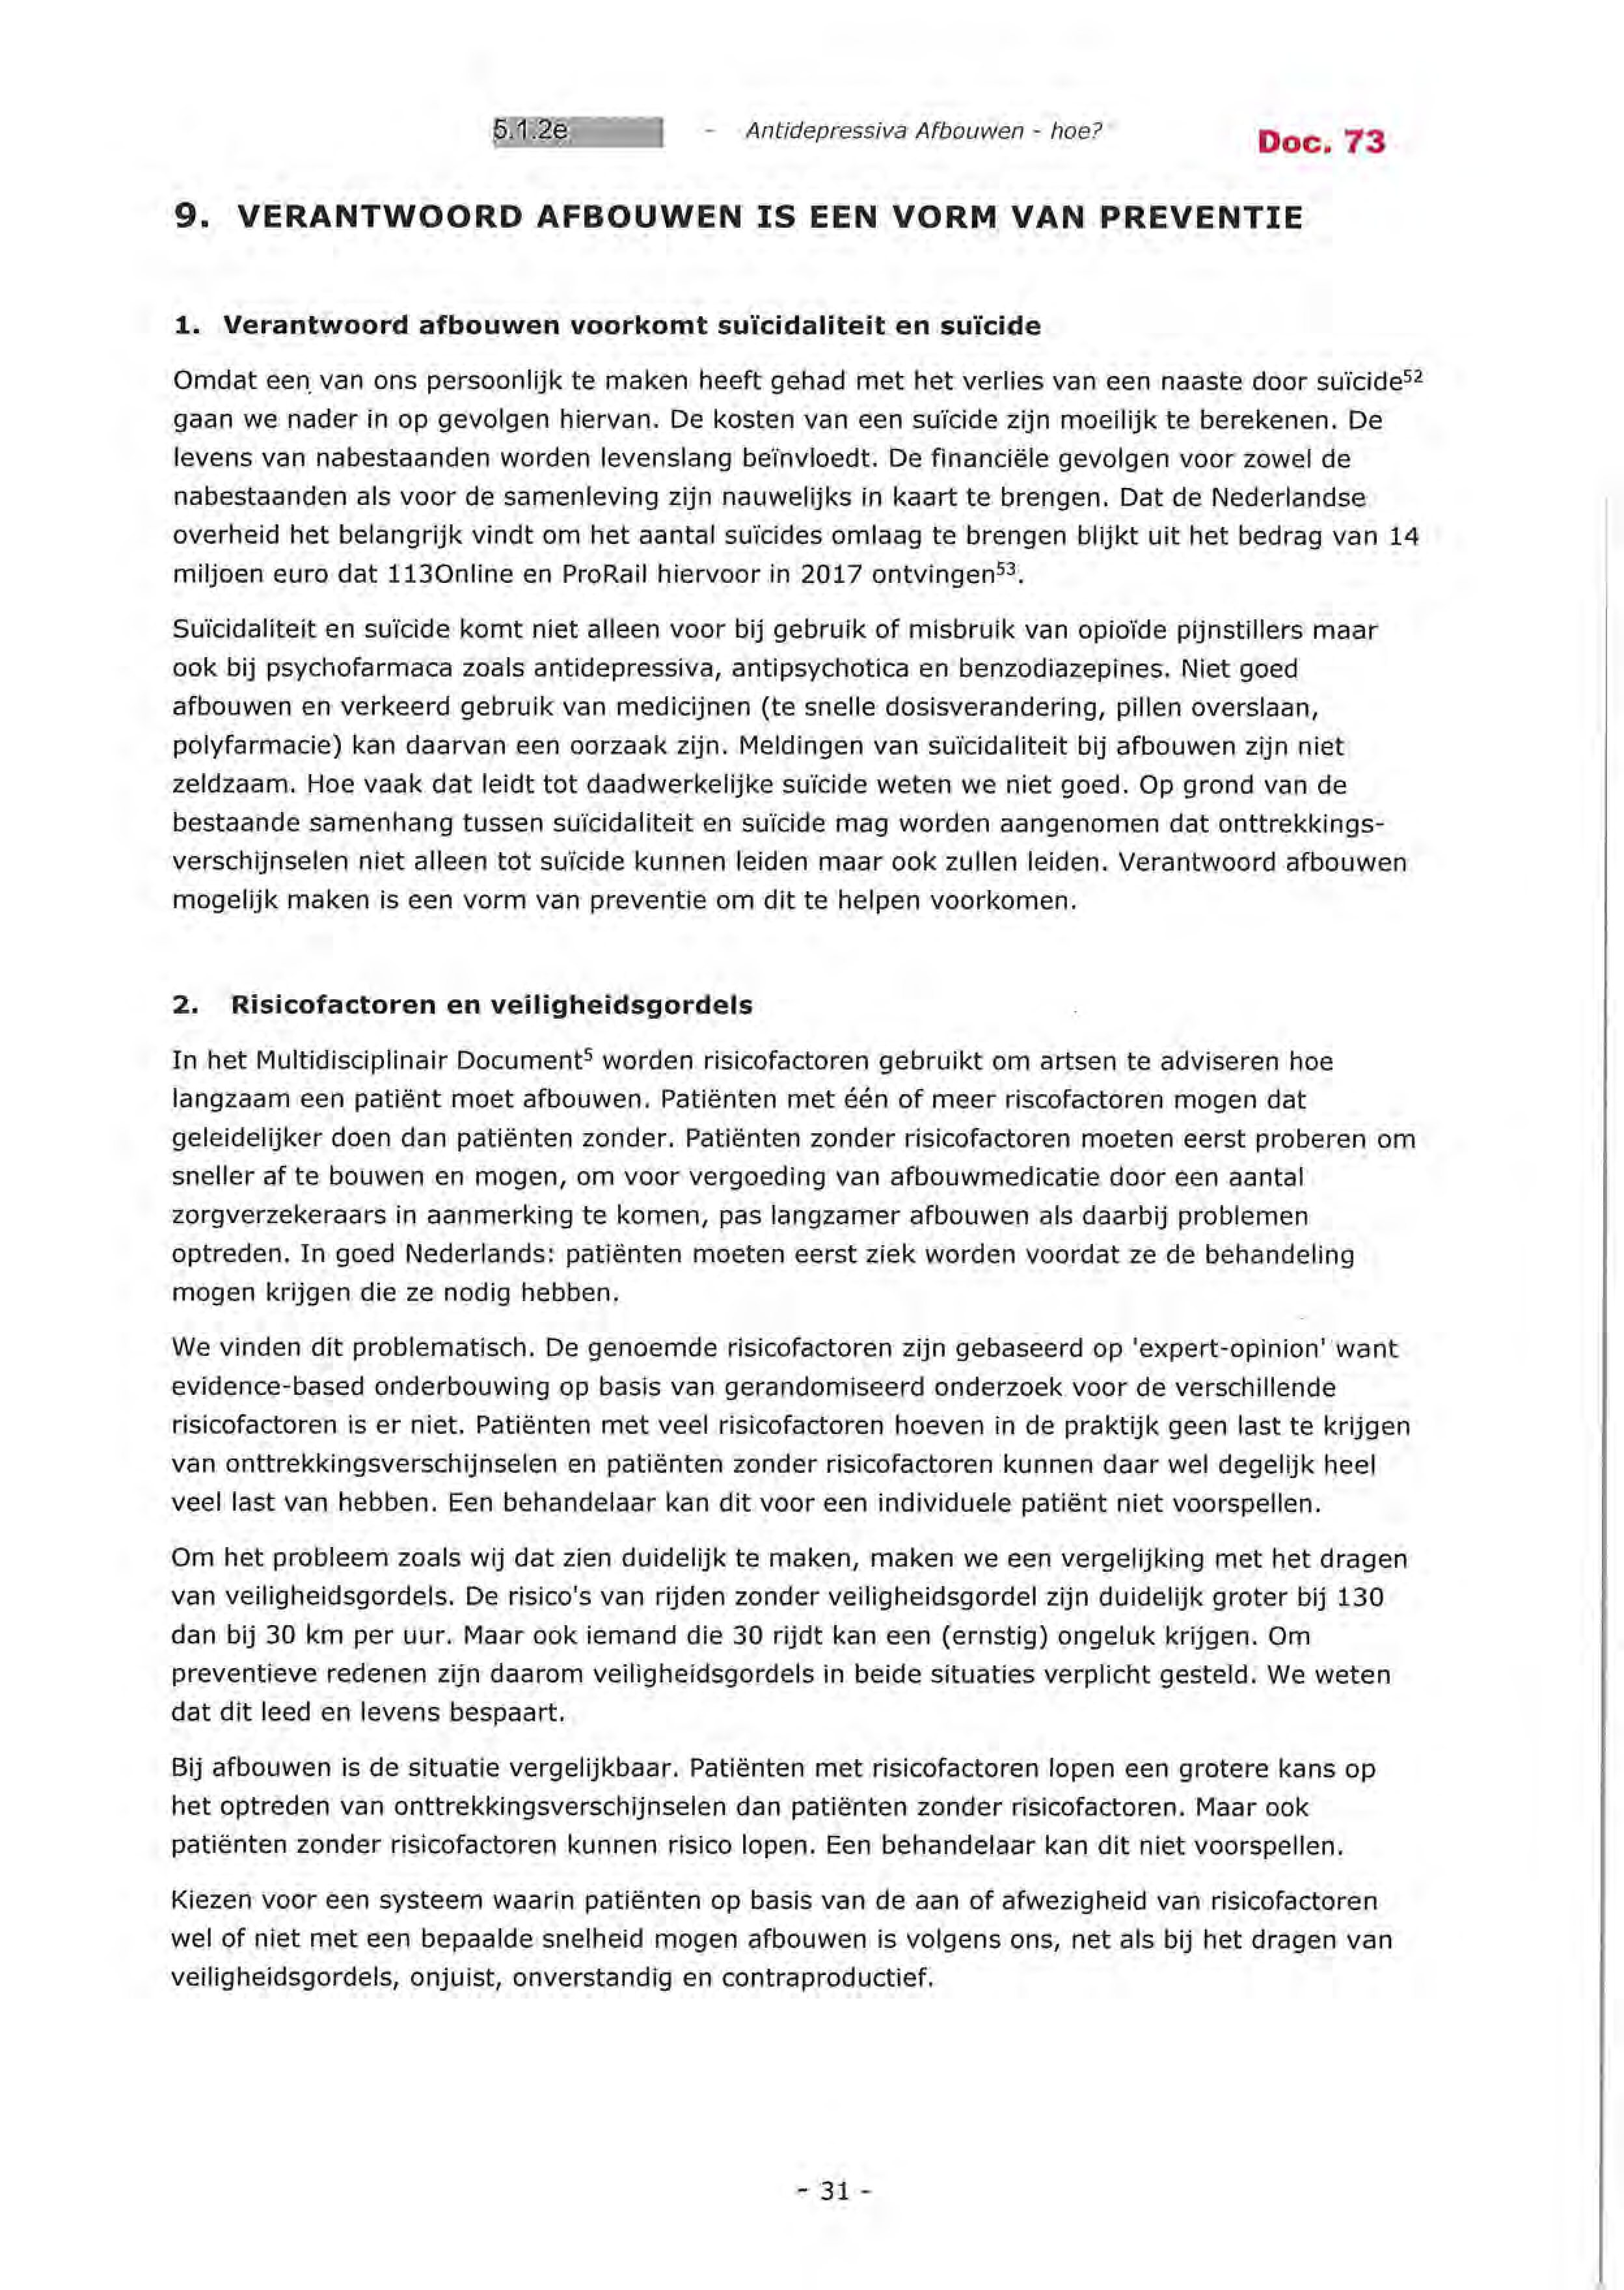 5.1.2e - Antidepressiva Afbouwen - hoe?
Doc. 73
9. VERANTWOORD AFBOUWEN IS EEN VORM VAN PREVENTIE
1. Verantwoord afbouwen voorkomt suïcidaliteit en suïcide
Omdat een van ons persoonlijk te maken heeft gehad met het verlies van een naaste door suïcide⁵²
gaan we nader in op gevolgen hiervan. De kosten van een suïcide zijn moeilijk te berekenen. De
levens van nabestaanden worden levenslang beïnvloedt. De financiële gevolgen voor zowel de
nabestaanden als voor de samenleving zijn nauwelijks in kaart te brengen. Dat de Nederlandse
overheid het belangrijk vindt om het aantal suïcides omlaag te brengen blijkt uit het bedrag van 14
miljoen euro dat 113Online en ProRail hiervoor in 2017 ontvingen⁵³.
Suïcidaliteit en suïcide komt niet alleen voor bij gebruik of misbruik van opioïde pijnstillers maar
ook bij psychofarmaca zoals antidepressiva, antipsychotica en benzodiazepines. Niet goed
afbouwen en verkeerd gebruik van medicijnen (te snelle dosisverandering, pillen overslaan,
polyfarmacie) kan daarvan een oorzaak zijn. Meldingen van suïcidaliteit bij afbouwen zijn niet
zeldzaam. Hoe vaak dat leidt tot daadwerkelijke suïcide weten we niet goed. Op grond van de
bestaande samenhang tussen suïcidaliteit en suïcide mag worden aangenomen dat onttrekkings-
verschijnselen niet alleen tot suïcide kunnen leiden maar ook zullen leiden. Verantwoord afbouwen
mogelijk maken is een vorm van preventie om dit te helpen voorkomen.
2. Risicofactoren en veiligheidsgordels
In het Multidisciplinair Document⁵ worden risicofactoren gebruikt om artsen te adviseren hoe
langzaam een patiënt moet afbouwen. Patiënten met één of meer riscofactoren mogen dat
geleidelijker doen dan patiënten zonder. Patiënten zonder risicofactoren moeten eerst proberen om
sneller af te bouwen en mogen, om voor vergoeding van afbouwmedicatie door een aantal
zorgverzekeraars in aanmerking te komen, pas langzamer afbouwen als daarbij problemen
optreden. In goed Nederlands: patiënten moeten eerst ziek worden voordat ze de behandeling
mogen krijgen die ze nodig hebben.
We vinden dit problematisch. De genoemde risicofactoren zijn gebaseerd op 'expert-opinion' want
evidence-based onderbouwing op basis van gerandomiseerd onderzoek voor de verschillende
risicofactoren is er niet. Patiënten met veel risicofactoren hoeven in de praktijk geen last te krijgen
van onttrekkingsverschijnselen en patiënten zonder risicofactoren kunnen daar wel degelijk heel
veel last van hebben. Een behandelaar kan dit voor een individuele patiënt niet voorspellen.
Om het probleem zoals wij dat zien duidelijk te maken, maken we een vergelijking met het dragen
van veiligheidsgordels. De risico's van rijden zonder veiligheidsgordel zijn duidelijk groter bij 130
dan bij 30 km per uur. Maar ook iemand die 30 rijdt kan een (ernstig) ongeluk krijgen. Om
preventieve redenen zijn daarom veiligheidsgordels in beide situaties verplicht gesteld. We weten
dat dit leed en levens bespaart.
Bij afbouwen is de situatie vergelijkbaar. Patiënten met risicofactoren lopen een grotere kans op
het optreden van onttrekkingsverschijnselen dan patiënten zonder risicofactoren. Maar ook
patiënten zonder risicofactoren kunnen risico lopen. Een behandelaar kan dit niet voorspellen.
Kiezen voor een systeem waarin patiënten op basis van de aan of afwezigheid van risicofactoren
wel of niet met een bepaalde snelheid mogen afbouwen is volgens ons, net als bij het dragen van
veiligheidsgordels, onjuist, onverstandig en contraproductief.
- 31 -